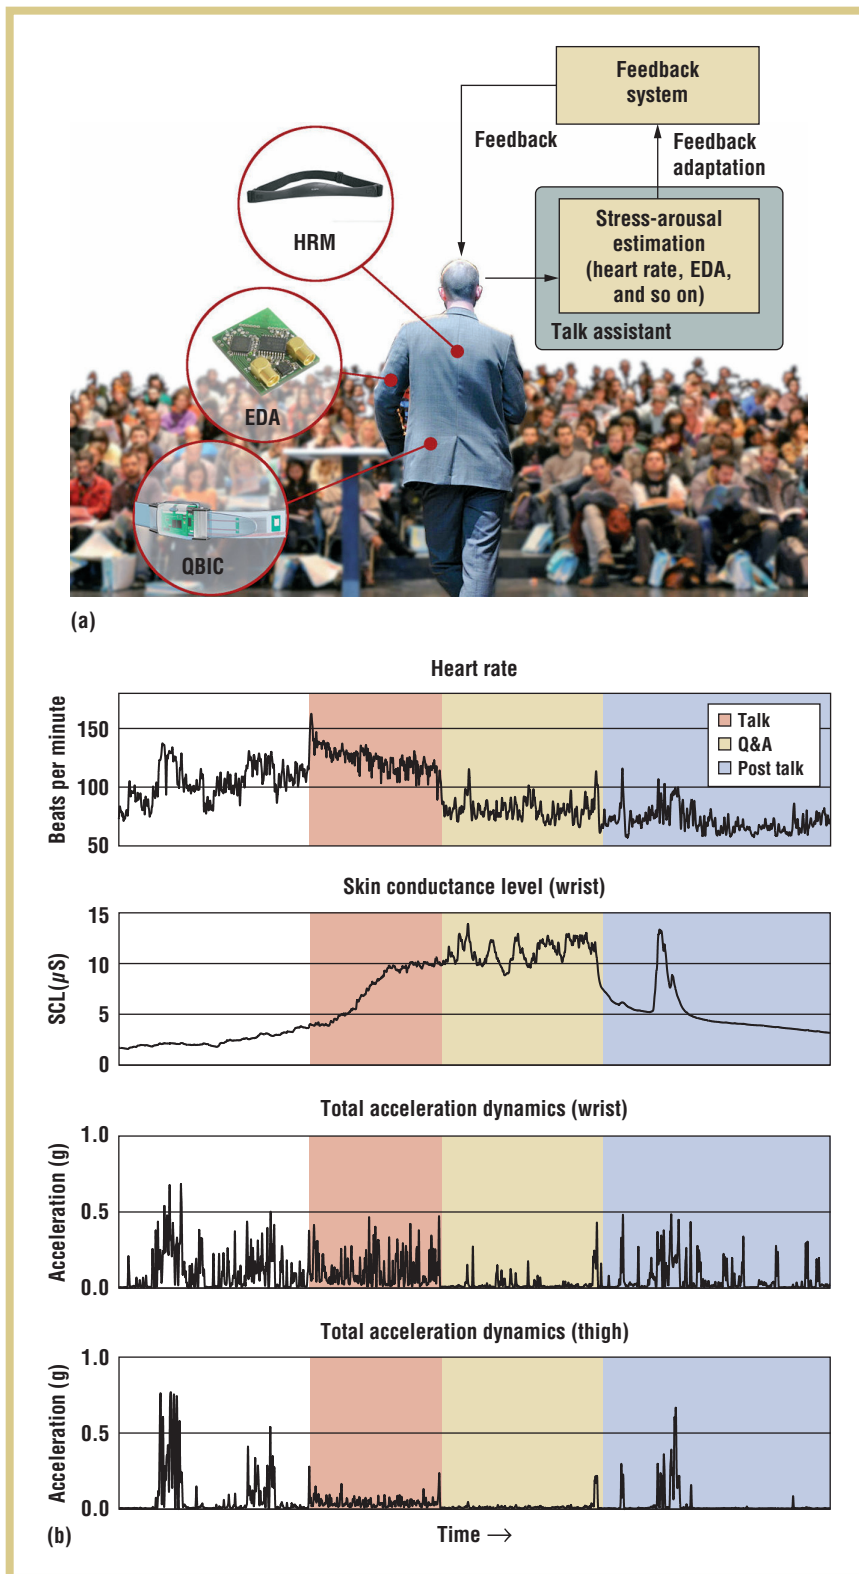 Feedback
system
Feedback
Feedback
adaptation
HRM
Stress-arousal
estimation
(heart rate, EDA,
and so on)
Talk assistant
EDA
QBIC
(a)
Heart rate
Beats per minute
150
100
50
Talk
Q&A
Post talk
Skin conductance level (wrist)
SCL(µS)
15
10
5
0
Total acceleration dynamics (wrist)
Acceleration (g)
1.0
0.5
0.0
Total acceleration dynamics (thigh)
Acceleration (g)
1.0
0.5
0.0
(b)
Time →